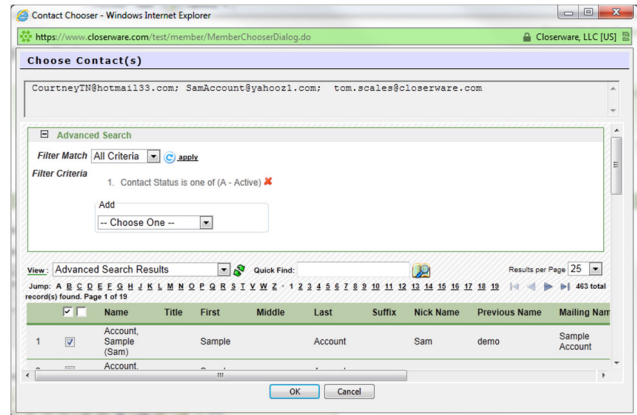 Contact Chooser - Windows Internet Explorer
https://www.closerware.com/test/member/MemberChooserDialog.do Closerware, LLC [US]
Choose Contact(s)
CourtneyTN@hotmail33.com; SamAccount@yahooz1.com; tom.scales@closerware.com
Advanced Search
Filter Match All Criteria apply
Filter Criteria
1. Contact Status is one of (A - Active)
Add
-- Choose One --
View: Advanced Search Results Quick Find: Results per Page 25
Jump: A B C D E F G H J K L M N O P Q R S T V W Z - 1 2 3 4 5 6 7 8 9 10 11 12 13 14 15 16 17 18 19 463 total
record(s) found. Page 1 of 19
Name Title First Middle Last Suffix Nick Name Previous Name Mailing Nam
1 Account, Sample (Sam) Sample Account Sam demo Sample Account
Account,
OK Cancel